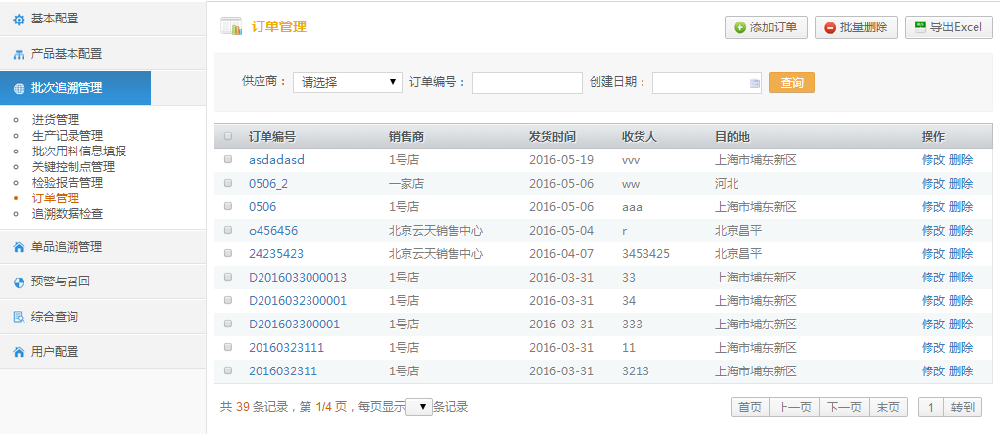 基本配置
产品基本配置
批次追溯管理
进货管理
生产记录管理
批次用料信息填报
关键控制点管理
检验报告管理
订单管理
追溯数据检查
单品追溯管理
预警与召回
综合查询
用户配置
订单管理
添加订单 批量删除 导出Excel
供应商： 请选择 订单编号： 创建日期： 查询
订单编号 销售商 发货时间 收货人 目的地 操作
asdadasd 1号店 2016-05-19 vvv 上海市埔东新区 修改 删除
0506_2 一家店 2016-05-06 ww 河北 修改 删除
0506 1号店 2016-05-06 aaa 上海市埔东新区 修改 删除
o456456 北京云天销售中心 2016-05-04 r 北京昌平 修改 删除
24235423 北京云天销售中心 2016-04-07 3453425 北京昌平 修改 删除
D2016033000013 1号店 2016-03-31 33 上海市埔东新区 修改 删除
D2016032300001 1号店 2016-03-31 34 上海市埔东新区 修改 删除
D201603300001 1号店 2016-03-31 333 上海市埔东新区 修改 删除
20160323111 1号店 2016-03-31 11 上海市埔东新区 修改 删除
2016032311 1号店 2016-03-31 3213 上海市埔东新区 修改 删除
共 39 条记录，第 1/4 页，每页显示 条记录 首页 上一页 下一页 末页 1 转到